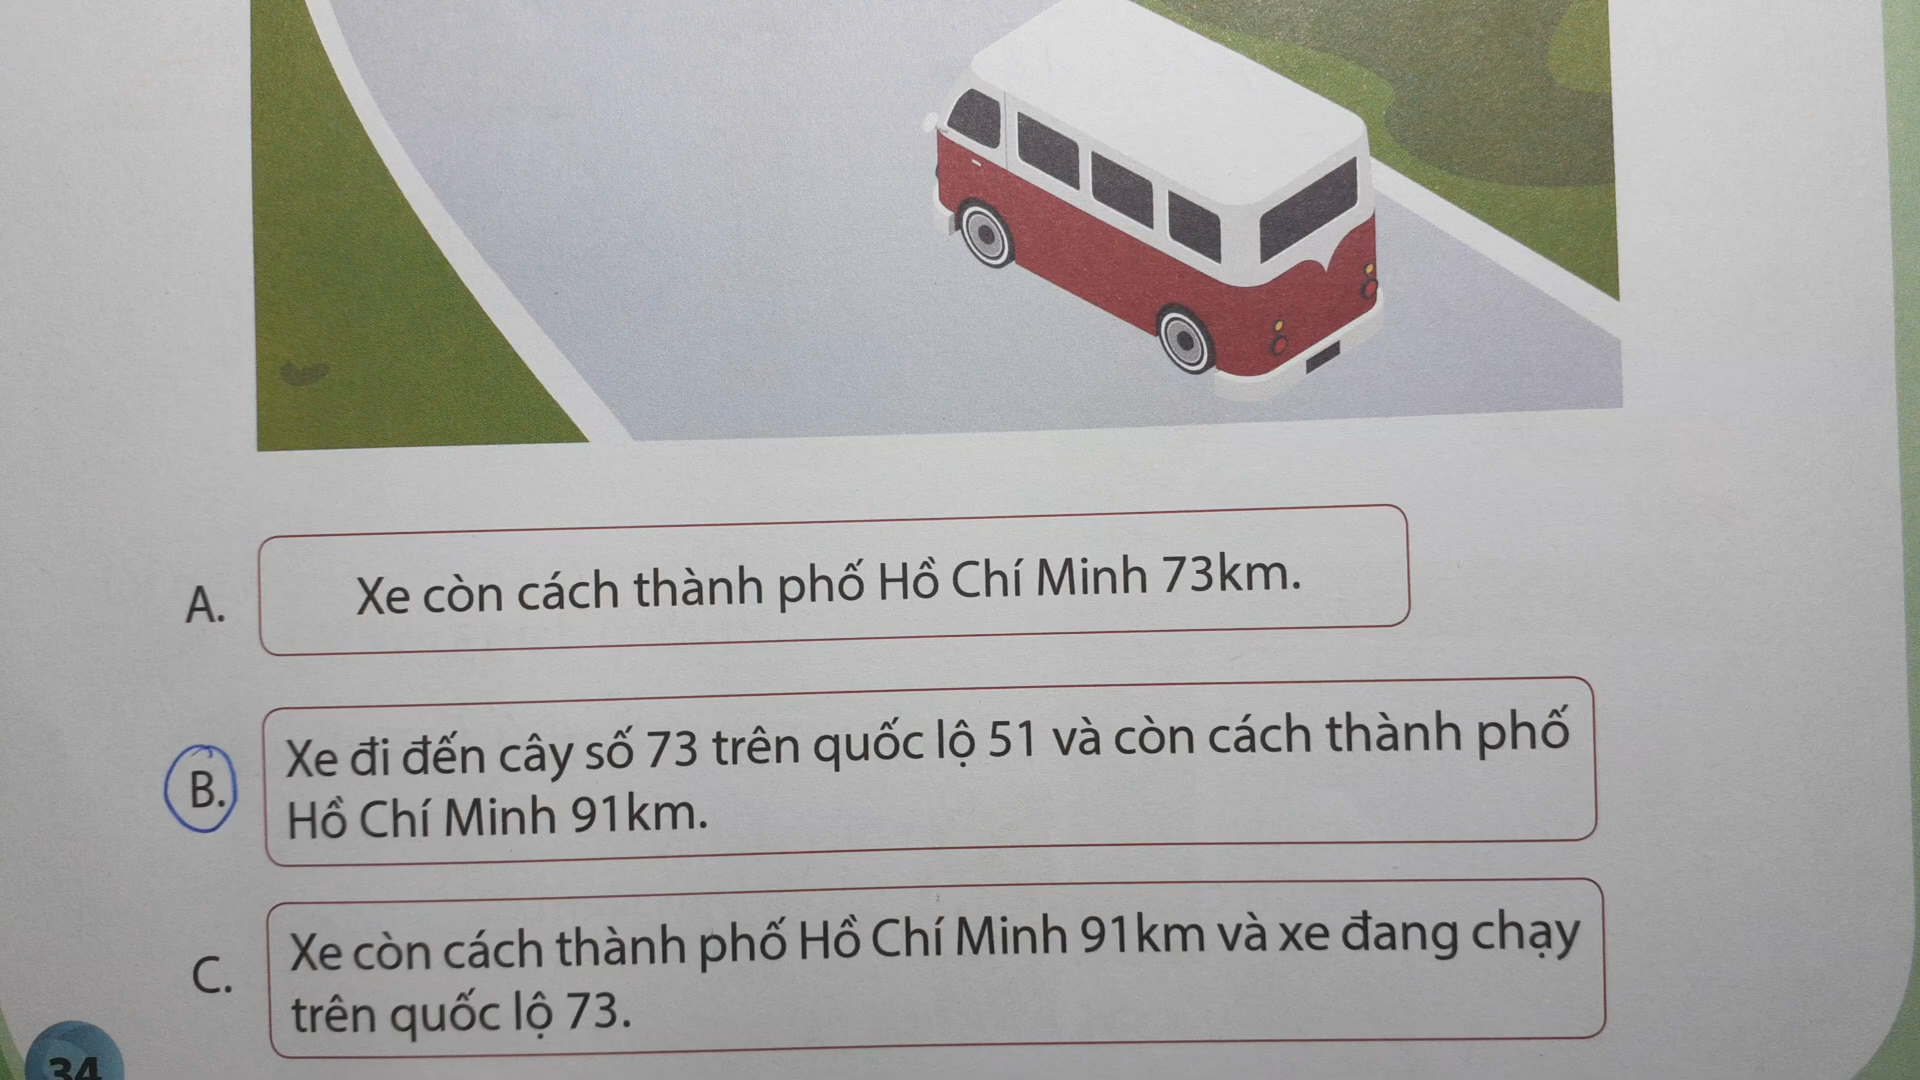 A. Xe còn cách thành phố Hồ Chí Minh 73km.
B. Xe đi đến cây số 73 trên quốc lộ 51 và còn cách thành phố
Hồ Chí Minh 91km.
C. Xe còn cách thành phố Hồ Chí Minh 91km và xe đang chạy
trên quốc lộ 73.
34